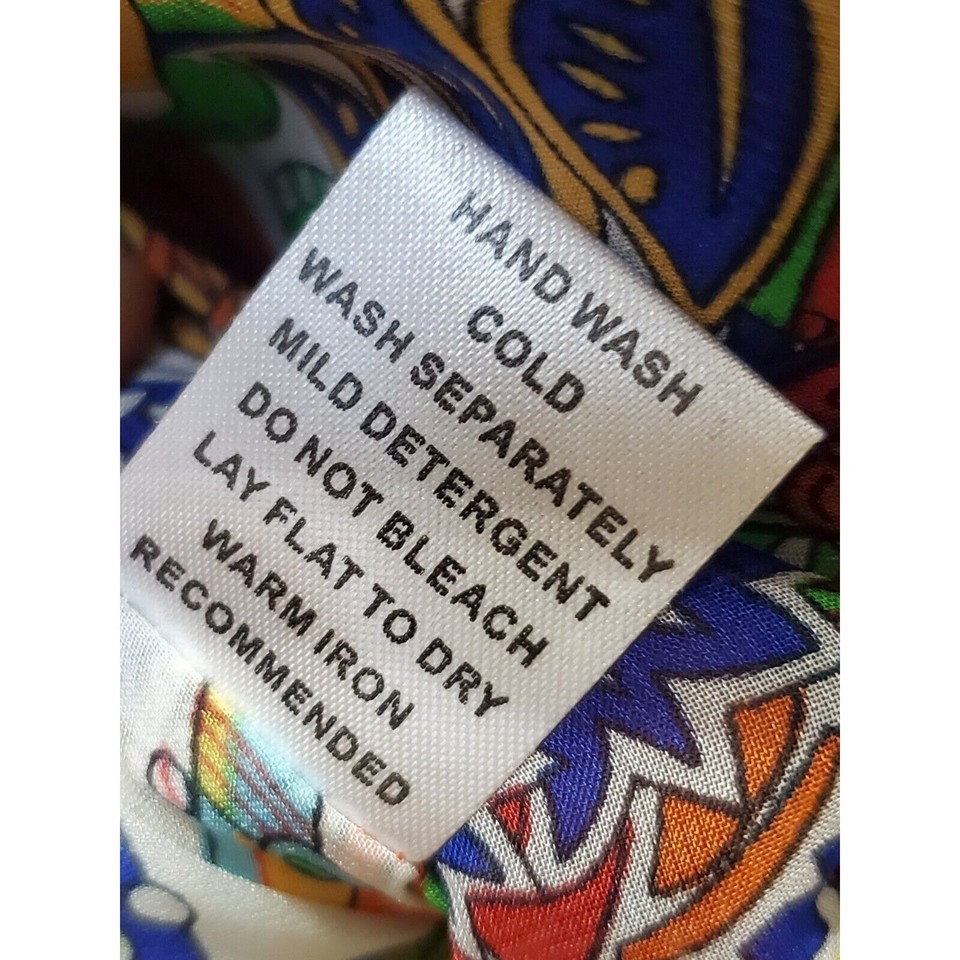 HAND WASH
COLD
WASH SEPARATELY
MILD DETERGENT
DO NOT BLEACH
LAY FLAT TO DRY
WARM IRON
RECOMMENDED